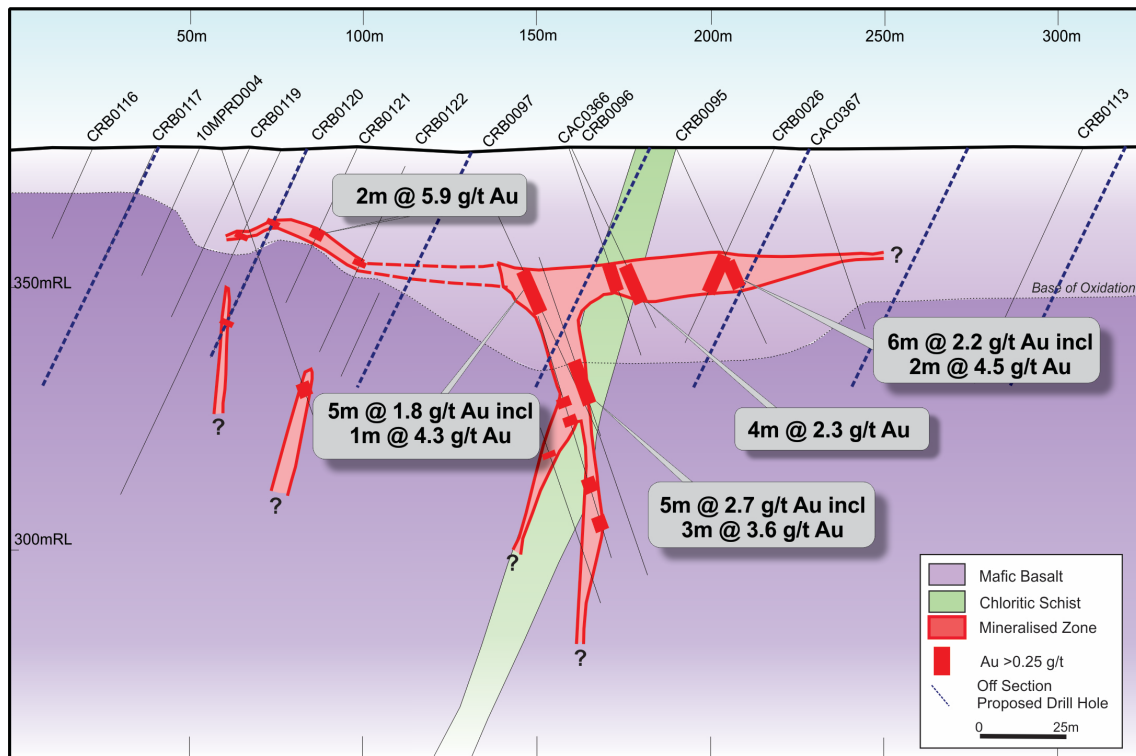 50m
100m
150m
200m
250m
300m
CRB0116
CRB0117
10MPRD004
CRB0119
CRB0120
CRB0121
CRB0122
CRB0097
CAC0366
CRB0096
CRB0095
CRB0026
CAC0367
CRB0113
2m @ 5.9 g/t Au
?
350mRL
Base of Oxidation
6m @ 2.2 g/t Au incl
2m @ 4.5 g/t Au
5m @ 1.8 g/t Au incl
1m @ 4.3 g/t Au
?
4m @ 2.3 g/t Au
?
5m @ 2.7 g/t Au incl
3m @ 3.6 g/t Au
300mRL
?
?
Mafic Basalt
Chloritic Schist
Mineralised Zone
Au >0.25 g/t
Off Section
Proposed Drill Hole
0 25m